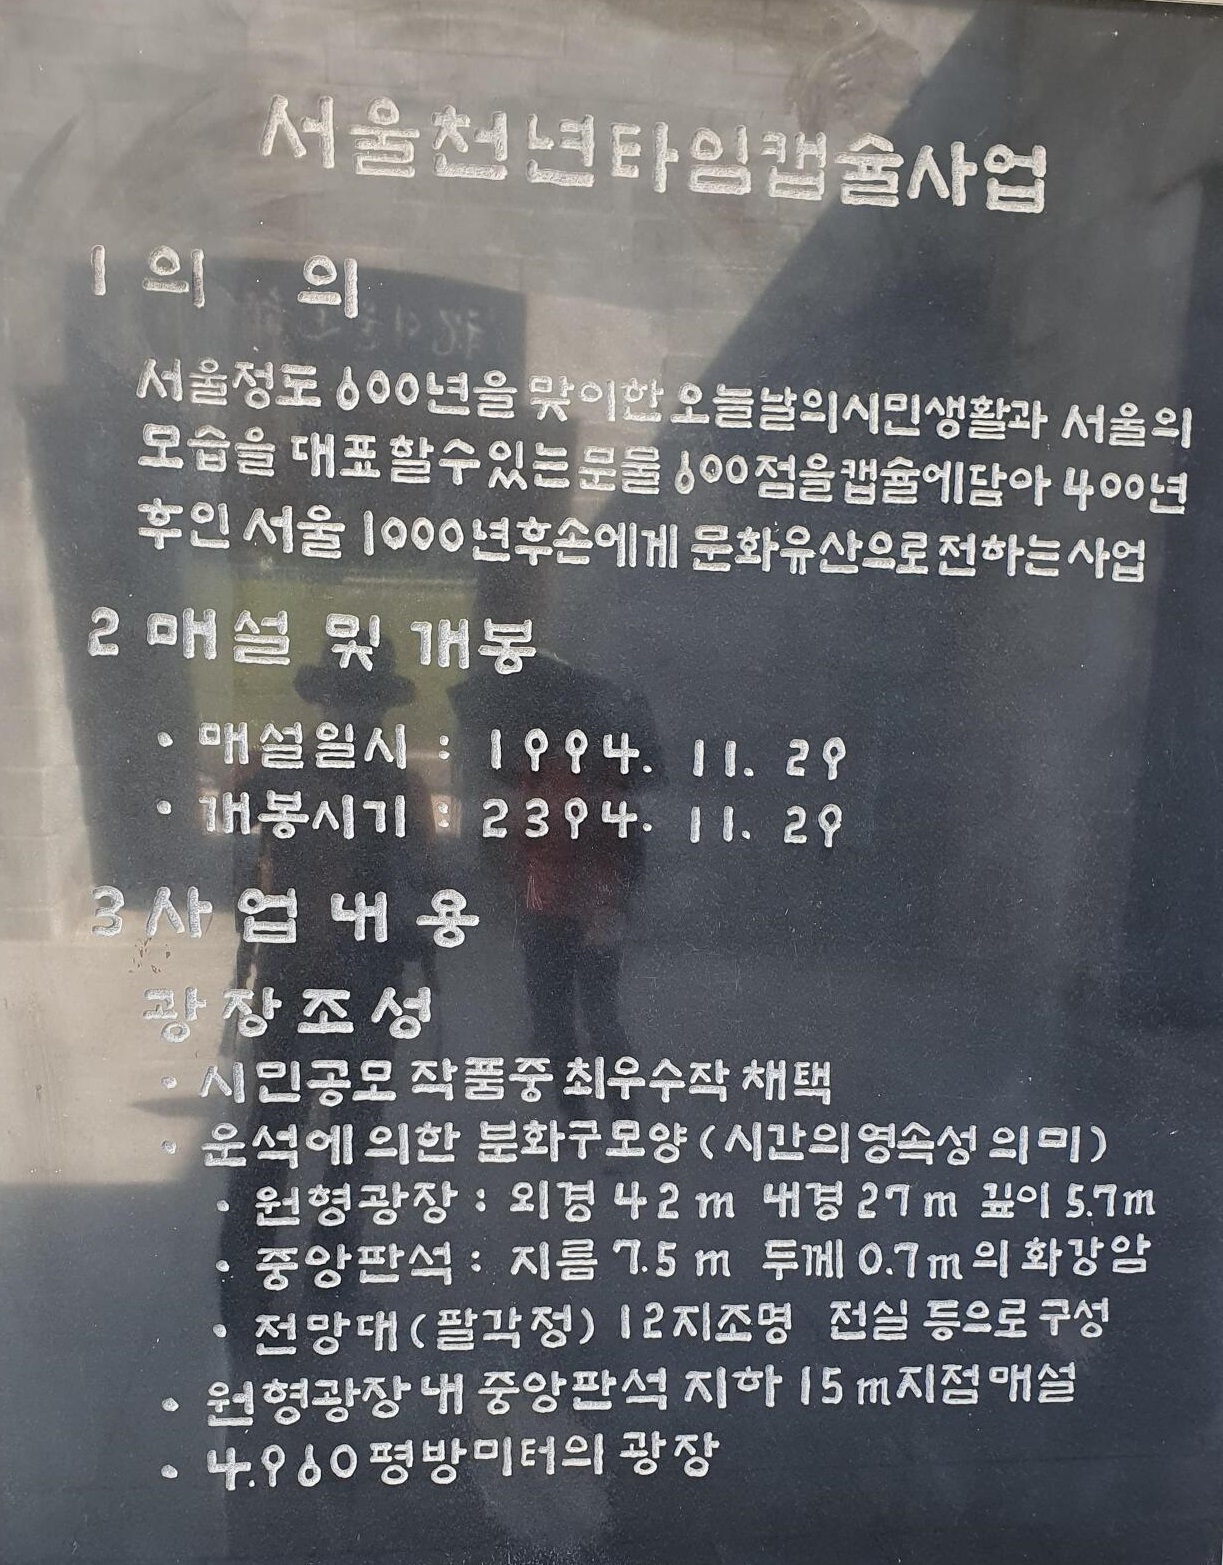 서울천년타임캡슐사업
1 의 의
서울정도 600년을 맞이한 오늘날의 시민생활과 서울의
모습을 대표할 수 있는 문물 600점을 캡슐에 담아 400년
후인 서울 1000년 후손에게 문화유산으로 전하는 사업
2 매설 및 개봉
· 매설일시 : 1994. 11. 29
· 개봉시기 : 2394. 11. 29
3 사업내용
광장조성
· 시민공모 작품중 최우수작 채택
· 운석에 의한 분화구모양 (시간의 영속성 의미)
· 원형광장 : 외경 42 m 내경 27 m 깊이 5.7m
· 중앙판석 : 지름 7.5 m 두께 0.7m의 화강암
· 전망대 (팔각정) 12지조명 전실 등으로 구성
· 원형광장내 중앙판석 지하 15 m지점 매설
· 4.960 평방미터의 광장